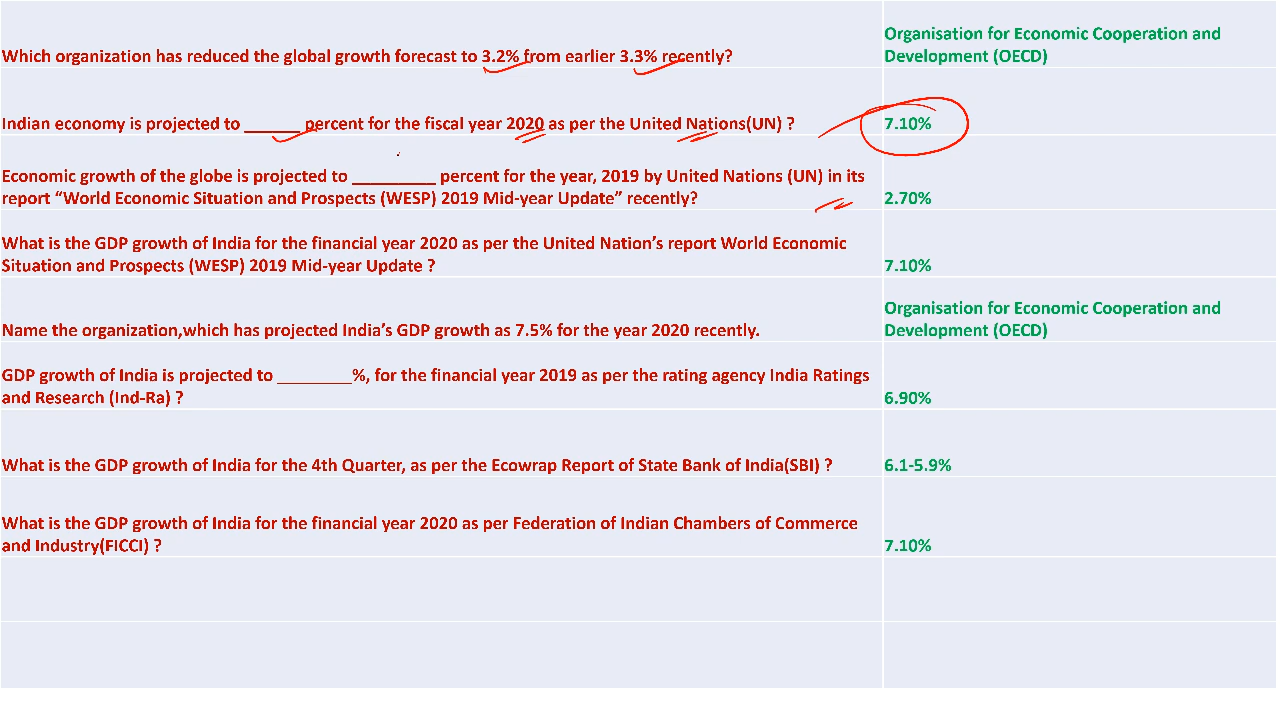 Which organization has reduced the global growth forecast to 3.2% from earlier 3.3% recently?
Organisation for Economic Cooperation and
Development (OECD)
Indian economy is projected to ______ percent for the fiscal year 2020 as per the United Nations(UN) ?
7.10%
Economic growth of the globe is projected to _________ percent for the year, 2019 by United Nations (UN) in its
report “World Economic Situation and Prospects (WESP) 2019 Mid-year Update” recently?
2.70%
What is the GDP growth of India for the financial year 2020 as per the United Nation’s report World Economic
Situation and Prospects (WESP) 2019 Mid-year Update ?
7.10%
Name the organization,which has projected India’s GDP growth as 7.5% for the year 2020 recently.
Organisation for Economic Cooperation and
Development (OECD)
GDP growth of India is projected to ________%, for the financial year 2019 as per the rating agency India Ratings
and Research (Ind-Ra) ?
6.90%
What is the GDP growth of India for the 4th Quarter, as per the Ecowrap Report of State Bank of India(SBI) ?
6.1-5.9%
What is the GDP growth of India for the financial year 2020 as per Federation of Indian Chambers of Commerce
and Industry(FICCI) ?
7.10%